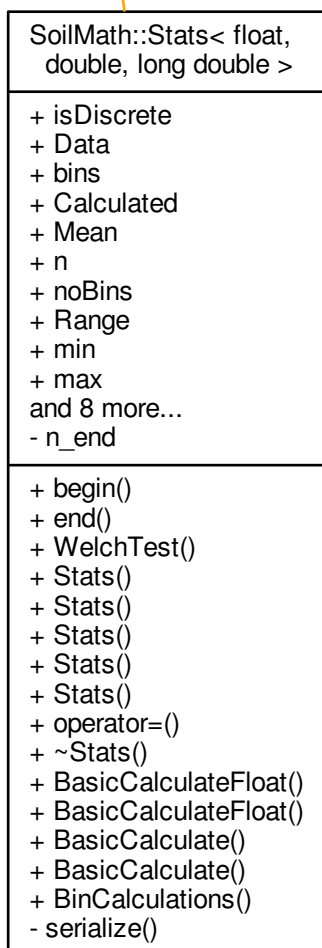 SoilMath::Stats< float,
double, long double >
+ isDiscrete
+ Data
+ bins
+ Calculated
+ Mean
+ n
+ noBins
+ Range
+ min
+ max
and 8 more...
- n_end
+ begin()
+ end()
+ WelchTest()
+ Stats()
+ Stats()
+ Stats()
+ Stats()
+ Stats()
+ operator=()
+ ~Stats()
+ BasicCalculateFloat()
+ BasicCalculateFloat()
+ BasicCalculate()
+ BasicCalculate()
+ BinCalculations()
- serialize()